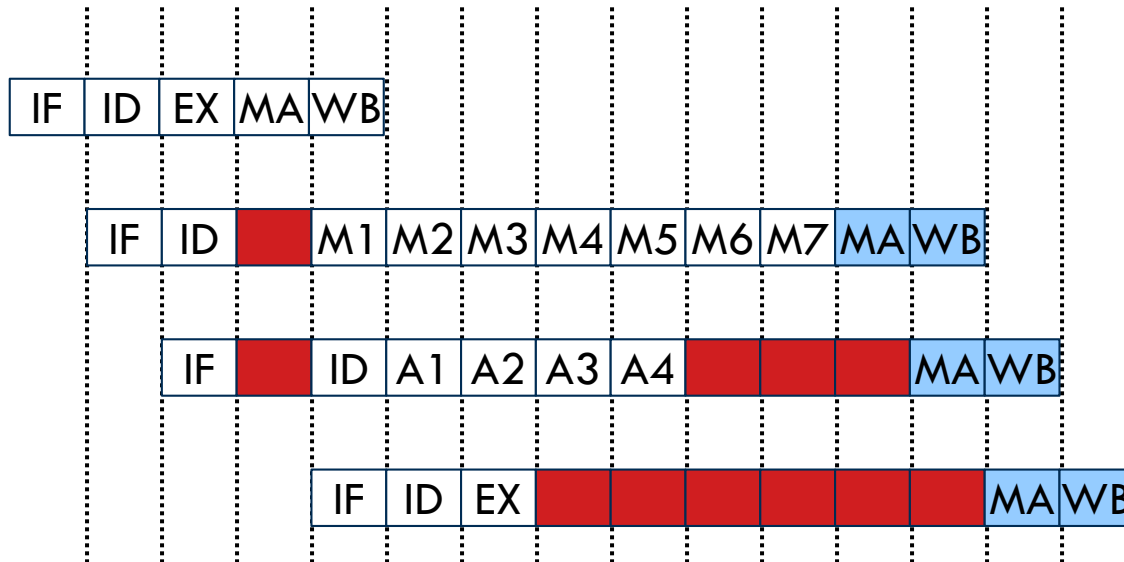 IF ID EX MA WB
IF ID M1 M2 M3 M4 M5 M6 M7 MA WB
IF ID A1 A2 A3 A4 MA WB
IF ID EX MA WB